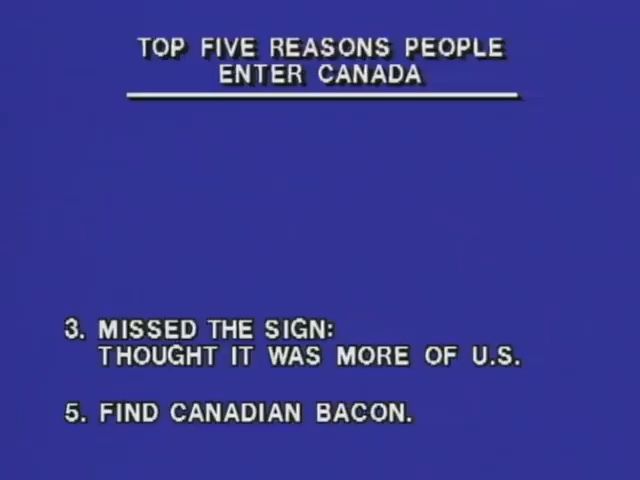 TOP FIVE REASONS PEOPLE
ENTER CANADA
3. MISSED THE SIGN:
THOUGHT IT WAS MORE OF U.S.
5. FIND CANADIAN BACON.